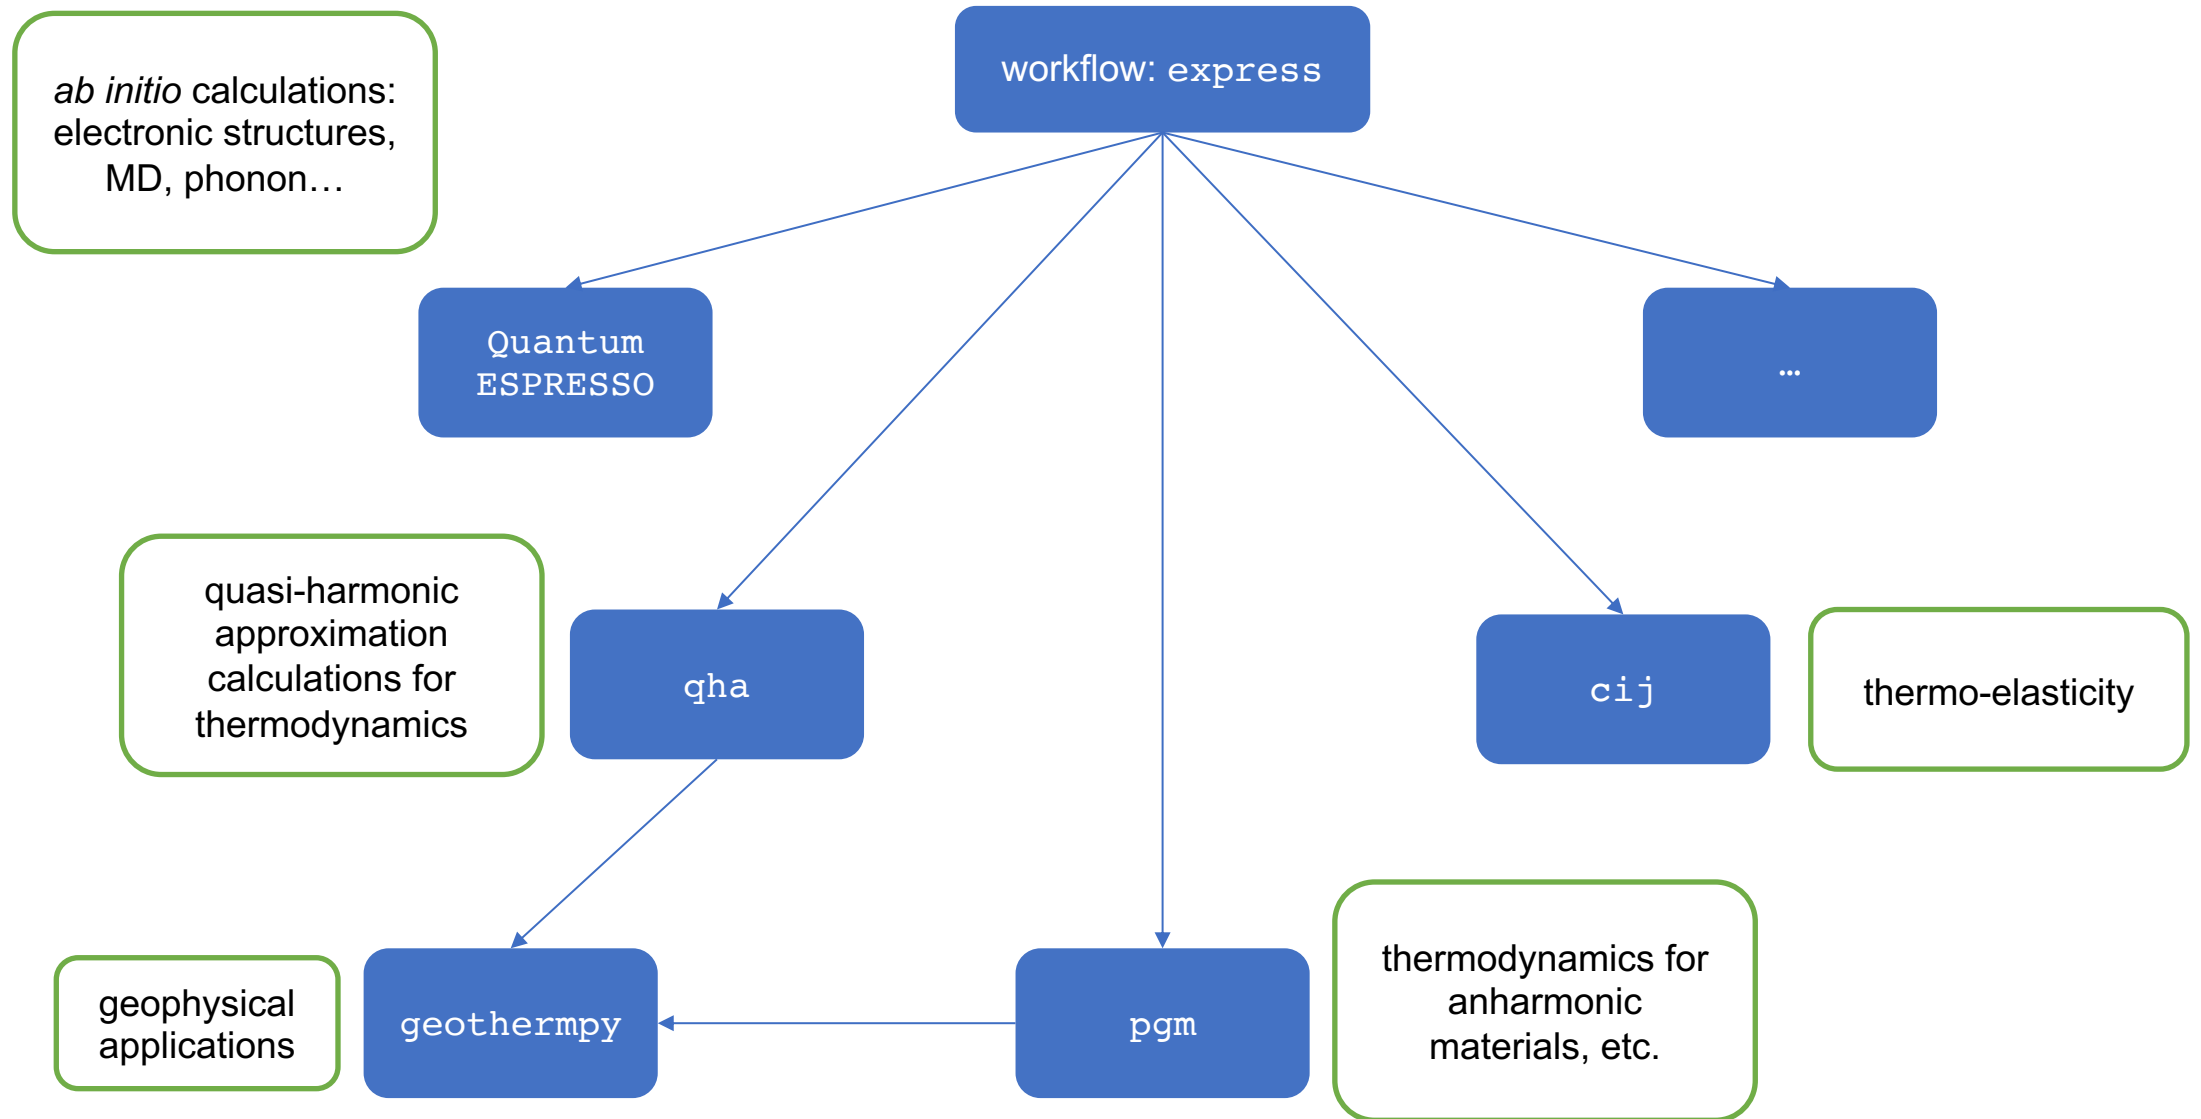 workflow: express
ab initio calculations:
electronic structures,
MD, phonon…
Quantum
ESPRESSO
…
quasi-harmonic
approximation
calculations for
thermodynamics
qha
cij
thermo-elasticity
geophysical
applications
geothermpy
pgm
thermodynamics for
anharmonic
materials, etc.